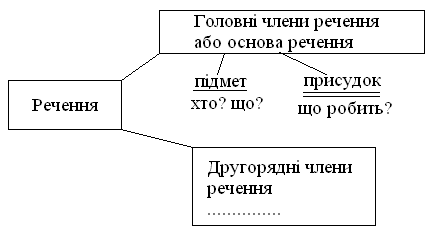 Головні члени речення
або основа речення
підмет
хто? що?
присудок
що робить?
Речення
Другорядні члени
речення
...............